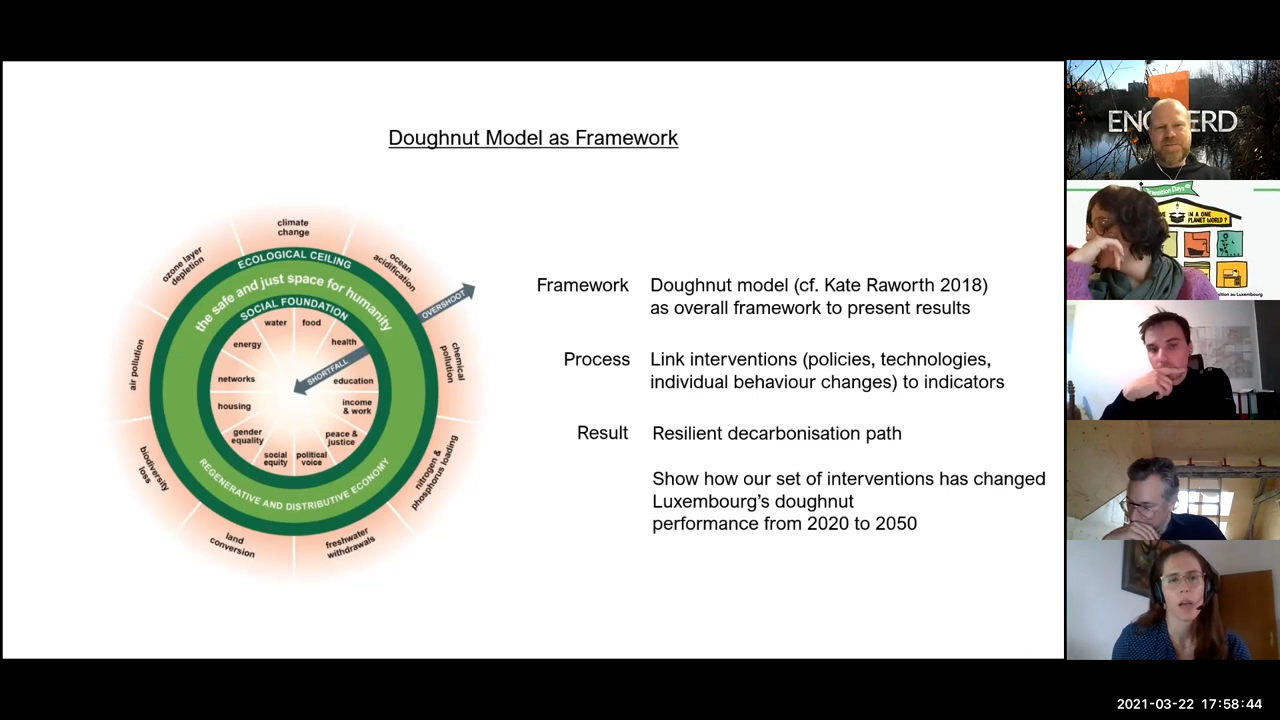 Doughnut Model as Framework
climate
change
ocean
acidification
chemical
pollution
nitrogen &
phosphorus loading
freshwater
withdrawals
land
conversion
biodiversity
loss
air pollution
ozone layer
depletion
ECOLOGICAL CEILING
the safe and just space for humanity
SOCIAL FOUNDATION
OVERSHOOT
water
food
health
SHORTFALL
education
income
& work
peace &
justice
political
voice
social
equity
gender
equality
housing
networks
energy
REGENERATIVE AND DISTRIBUTIVE ECONOMY
Framework Doughnut model (cf. Kate Raworth 2018)
as overall framework to present results
Process Link interventions (policies, technologies,
individual behaviour changes) to indicators
Result Resilient decarbonisation path
Show how our set of interventions has changed
Luxembourg's doughnut
performance from 2020 to 2050
ERD
IN A ONE
PLANET WORLD ?
2021-03-22 17:58:44